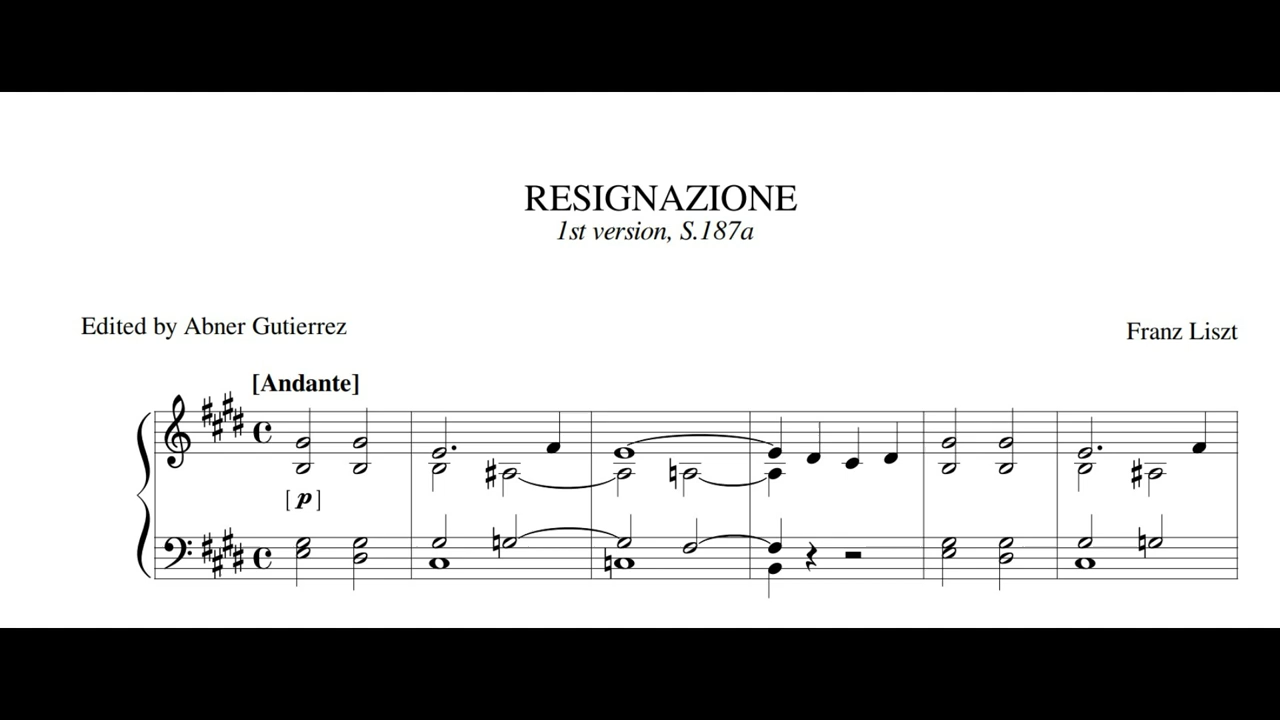 RESIGNAZIONE
1st version, S.187a
Edited by Abner Gutierrez
Franz Liszt
[Andante]
[p]